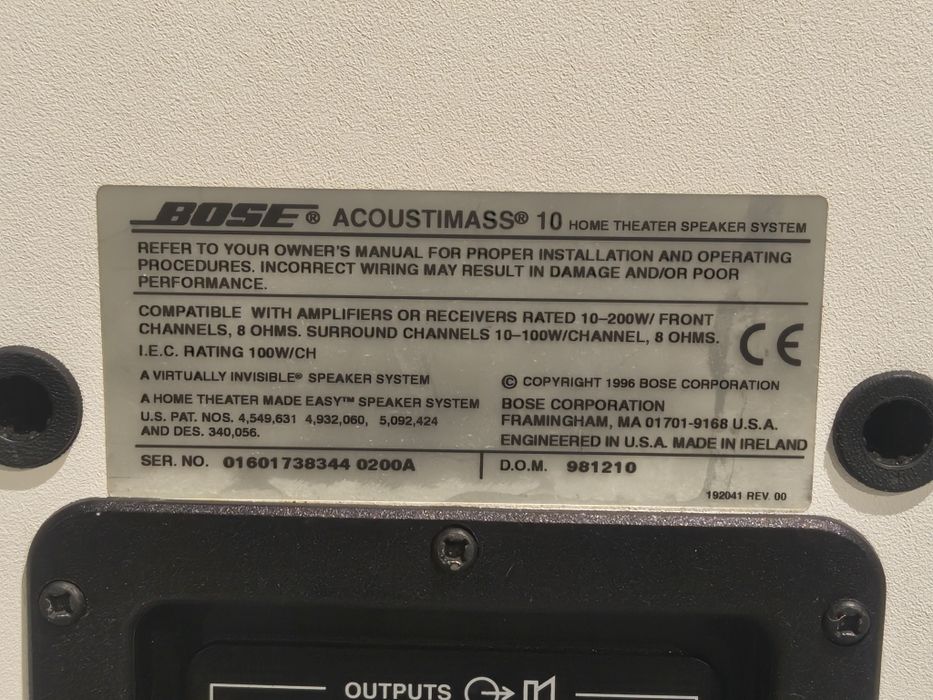 BOSE® ACOUSTIMASS® 10 HOME THEATER SPEAKER SYSTEM
REFER TO YOUR OWNER'S MANUAL FOR PROPER INSTALLATION AND OPERATING
PROCEDURES. INCORRECT WIRING MAY RESULT IN DAMAGE AND/OR POOR
PERFORMANCE.
COMPATIBLE WITH AMPLIFIERS OR RECEIVERS RATED 10–200W/ FRONT
CHANNELS, 8 OHMS. SURROUND CHANNELS 10–100W/CHANNEL, 8 OHMS.
I.E.C. RATING 100W/CH
CE
A VIRTUALLY INVISIBLE® SPEAKER SYSTEM
A HOME THEATER MADE EASY™ SPEAKER SYSTEM
U.S. PAT. NOS. 4,549,631 4,932,060, 5,092,424
AND DES. 340,056.
© COPYRIGHT 1996 BOSE CORPORATION
BOSE CORPORATION
FRAMINGHAM, MA 01701-9168 U.S.A.
ENGINEERED IN U.S.A. MADE IN IRELAND
SER. NO. 01601738344 0200A
D.O.M. 981210
192041 REV. 00
OUTPUTS